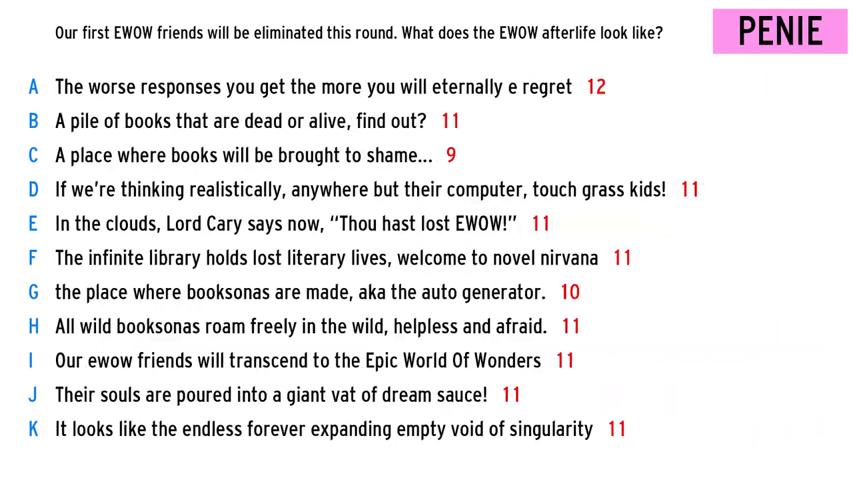 Our first EWOW friends will be eliminated this round. What does the EWOW afterlife look like?
PENIE
A The worse responses you get the more you will eternally e regret 12
B A pile of books that are dead or alive, find out? 11
C A place where books will be brought to shame... 9
D If we're thinking realistically, anywhere but their computer, touch grass kids! 11
E In the clouds, Lord Cary says now, “Thou hast lost EWOW!” 11
F The infinite library holds lost literary lives, welcome to novel nirvana 11
G the place where booksonas are made, aka the auto generator. 10
H All wild booksonas roam freely in the wild, helpless and afraid. 11
I Our ewow friends will transcend to the Epic World Of Wonders 11
J Their souls are poured into a giant vat of dream sauce! 11
K It looks like the endless forever expanding empty void of singularity 11